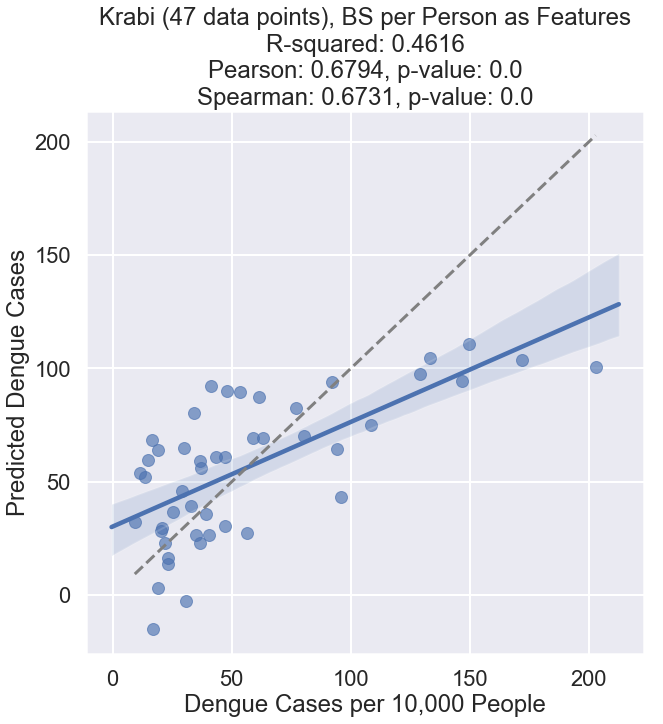 Krabi (47 data points), BS per Person as Features
R-squared: 0.4616
Pearson: 0.6794, p-value: 0.0
Spearman: 0.6731, p-value: 0.0
200
150
100
50
0
Predicted Dengue Cases
0 50 100 150 200
Dengue Cases per 10,000 People